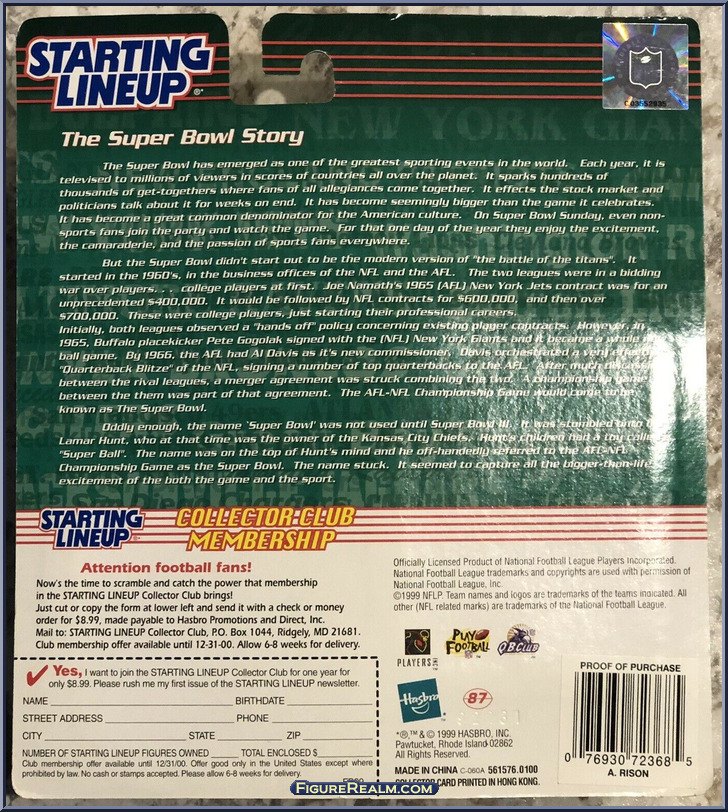 STARTING
LINEUP®
C03552035
The Super Bowl Story
The Super Bowl has emerged as one of the greatest sporting events in the world. Each year, it is
televised to millions of viewers in scores of countries all over the planet. It sparks hundreds of
thousands of get-togethers where fans of all allegiances come together. It effects the stock market and
politicians talk about it for weeks on end. It has become seemingly bigger than the game it celebrates.
It has become a great common denominator for the American culture. On Super Bowl Sunday, even non-
sports fans join the party and watch the game. For that one day of the year they enjoy the excitement,
the camaraderie, and the passion of sports fans everywhere.
But the Super Bowl didn't start out to be the modern version of "the battle of the titans". It
started in the 1960's, in the business offices of the NFL and the AFL. The two leagues were in a bidding
war over players. . . college players at first. Joe Namath's 1965 (AFL) New York Jets contract was for an
unprecedented $400,000. It would be followed by NFL contracts for $600,000, and then over
$700,000. These were college players, just starting their professional careers.
Initially, both leagues observed a "hands off" policy concerning existing player contracts. However, in
1965, Buffalo placekicker Pete Gogolak signed with the (NFL) New York Giants and it became a whole
ball game. By 1966, the AFL had Al Davis as it's new commissioner. Davis orchestrated a very
"Quarterback Blitze" of the NFL, signing a number of top quarterbacks to the AFL. After much
between the rival leagues, a merger agreement was struck combining the two. A championship game
between the them was part of that agreement. The AFL-NFL Championship Game would come to be
known as The Super Bowl.
Oddly enough, the name 'Super Bowl' was not used until Super Bowl III. It was stumbled onto
Lamar Hunt, who at that time was the owner of the Kansas City Chiefs. Hunt's children had a toy
"Super Ball". The name was on the top of Hunt's mind and he off-handedly referred to the AFC-NFC
Championship Game as the Super Bowl. The name stuck. It seemed to capture all the bigger-than-life
excitement of the both the game and the sport.
STARTING
LINEUP®
COLLECTOR CLUB
MEMBERSHIP
Attention football fans!
Now's the time to scramble and catch the power that membership
in the STARTING LINEUP Collector Club brings!
Just cut or copy the form at lower left and send it with a check or money
order for $8.99, made payable to Hasbro Promotions and Direct, Inc.
Mail to: STARTING LINEUP Collector Club, P.O. Box 1044, Ridgely, MD 21681.
Club membership offer available until 12-31-00. Allow 6-8 weeks for delivery.
Yes, I want to join the STARTING LINEUP Collector Club for one year for
only $8.99. Please rush me my first issue of the STARTING LINEUP newsletter.
NAME BIRTHDATE
STREET ADDRESS PHONE
CITY STATE ZIP
NUMBER OF STARTING LINEUP FIGURES OWNED TOTAL ENCLOSED $
Club membership offer available until 12/31/00. Offer good only in the United States except where
prohibited by law. No cash or stamps accepted. Please allow 6-8 weeks for delivery.
Officially Licensed Product of National Football League Players Incorporated.
National Football League trademarks and copyrights are used with permission of
National Football League, Inc.
©1999 NFLP. Team names and logos are trademarks of the teams indicated. All
other (NFL related) marks are trademarks of the National Football League.
PLAYERS INC
PLAY
FOOTBALL
QB CLUB
Hasbro
87
*®,™& © 1999 HASBRO, INC.
Pawtucket, Rhode Island 02862
All Rights Reserved.
MADE IN CHINA C-060A 561576.0100
COLLECTOR CARD PRINTED IN HONG KONG.
PROOF OF PURCHASE
0 76930 72368 5
A. RISON
FIGUREREALM.COM